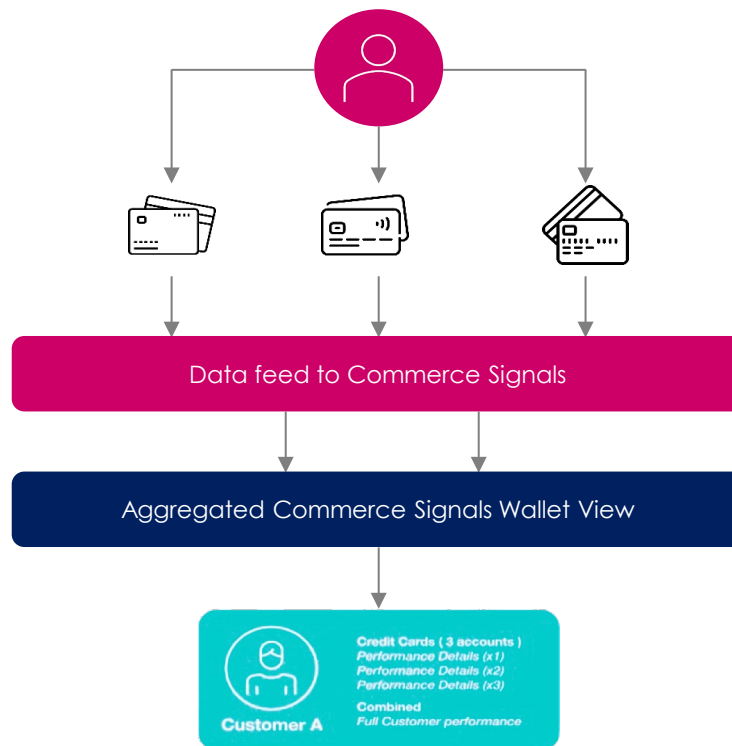 Data feed to Commerce Signals
Aggregated Commerce Signals Wallet View
Credit Cards ( 3 accounts )
Performance Details (x1)
Performance Details (x2)
Performance Details (x3)
Combined
Full Customer performance
Customer A